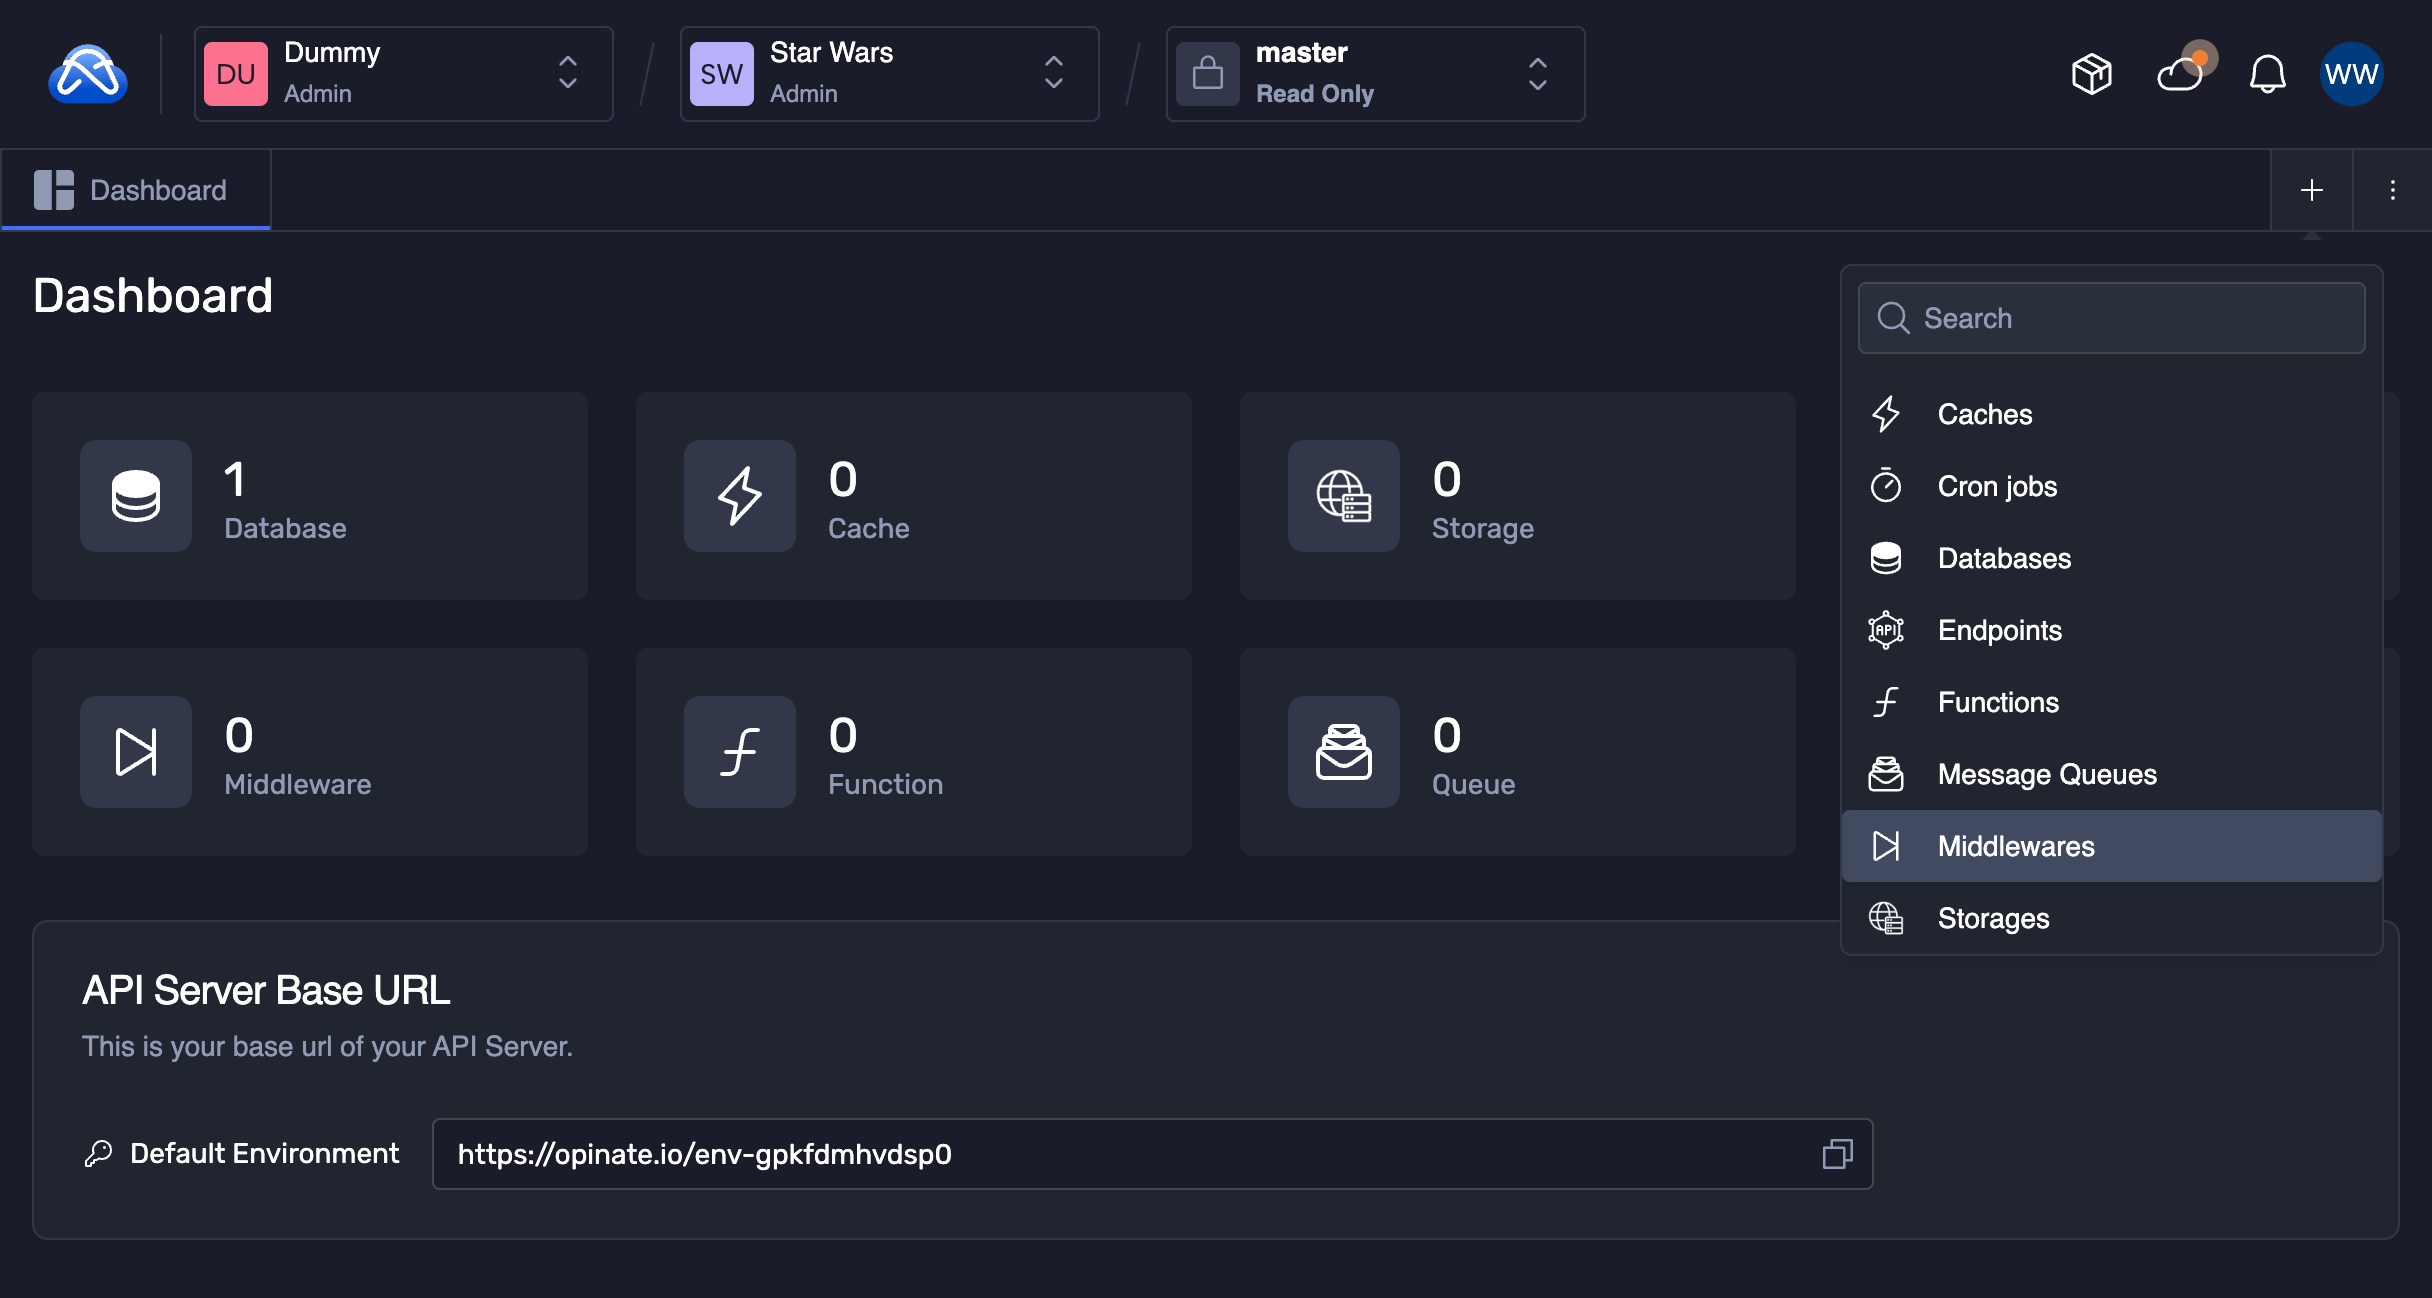 DU
Dummy
Admin
SW
Star Wars
Admin
master
Read Only
WW
Dashboard
Dashboard
Search
Caches
Cron jobs
Databases
API
Endpoints
Functions
Message Queues
Middlewares
Storages
1
Database
0
Cache
0
Storage
0
Middleware
0
Function
0
Queue
API Server Base URL
This is your base url of your API Server.
Default Environment
https://opinate.io/env-gpkfdmhvdsp0